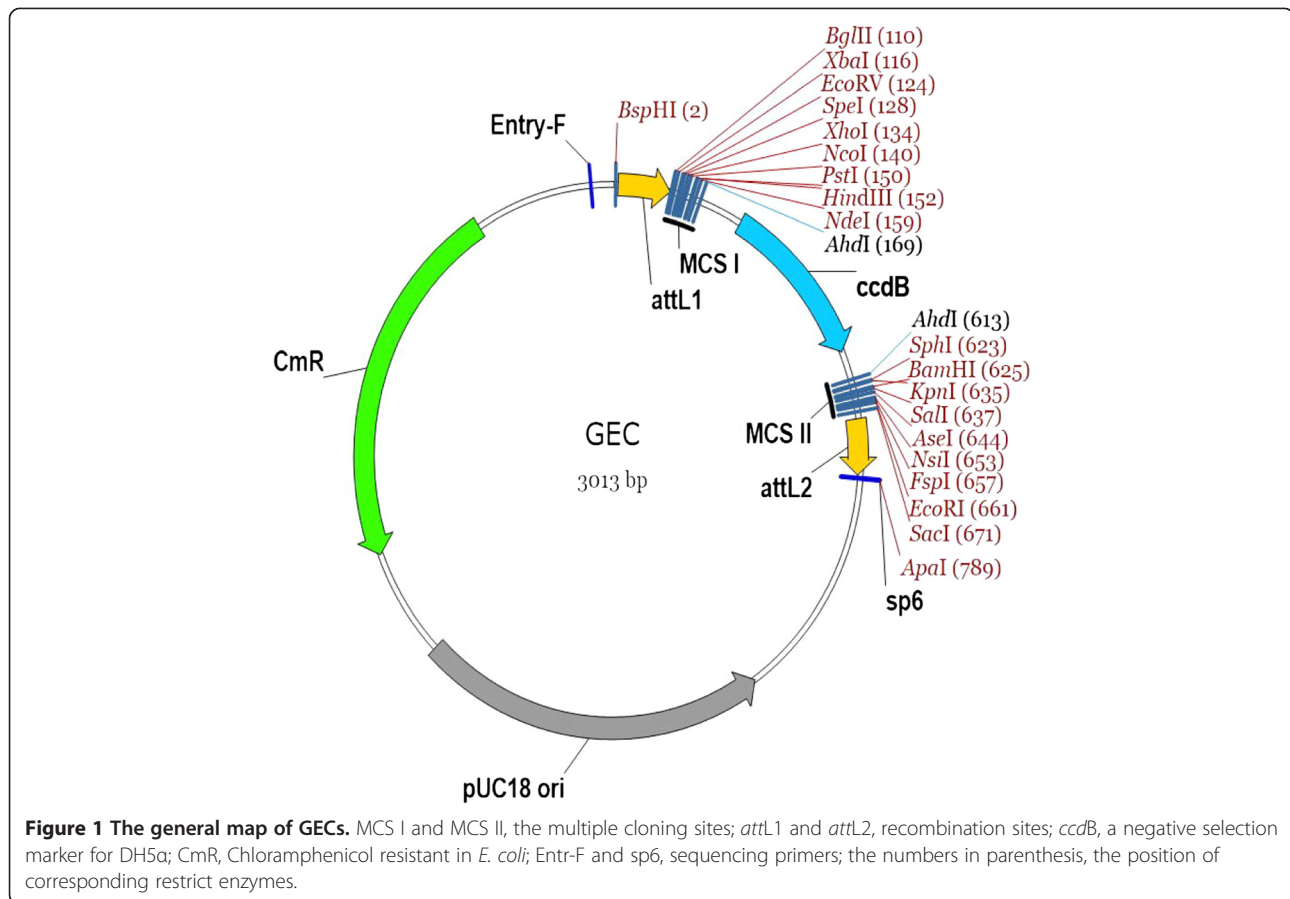 BglII (110)
XbaI (116)
EcoRV (124)
SpeI (128)
XhoI (134)
NcoI (140)
PstI (150)
HindIII (152)
NdeI (159)
AhdI (169)
BspHI (2)
Entry-F
MCS I
attL1
ccdB
AhdI (613)
SphI (623)
BamHI (625)
KpnI (635)
SalI (637)
AseI (644)
NsiI (653)
FspI (657)
EcoRI (661)
SacI (671)
ApaI (789)
CmR
GEC
3013 bp
MCS II
attL2
sp6
pUC18 ori
Figure 1 The general map of GECs. MCS I and MCS II, the multiple cloning sites; attL1 and attL2, recombination sites; ccdB, a negative selection
marker for DH5α; CmR, Chloramphenicol resistant in E. coli; Entr-F and sp6, sequencing primers; the numbers in parenthesis, the position of
corresponding restrict enzymes.